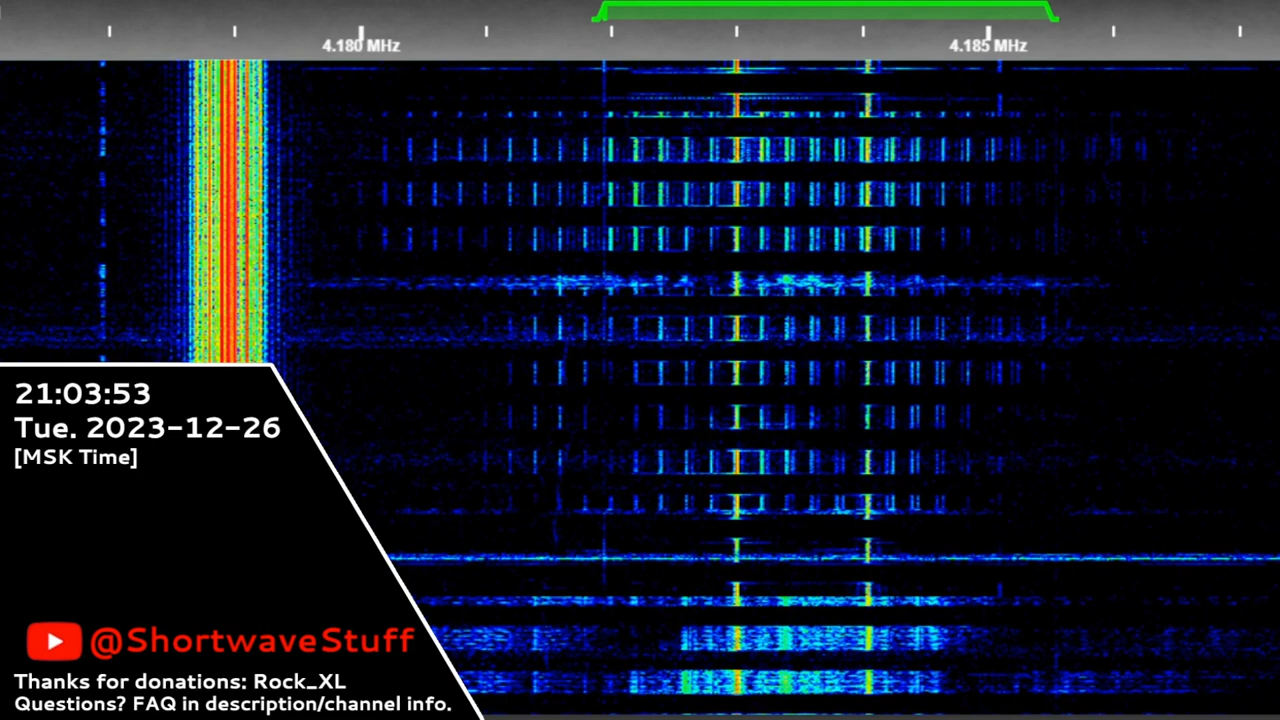 4.180 MHz
4.185 MHz
21:03:53
Tue. 2023-12-26
[MSK Time]
@ShortwaveStuff
Thanks for donations: Rock_XL
Questions? FAQ in description/channel info.